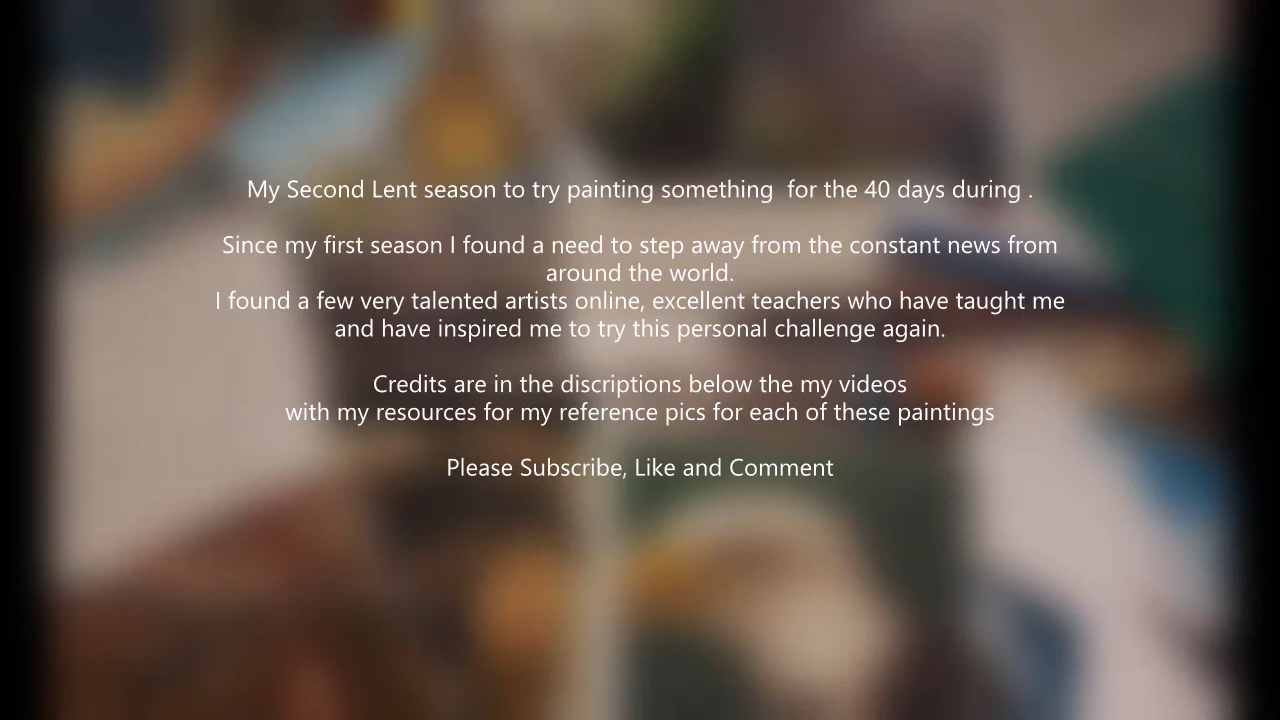 My Second Lent season to try painting something  for the 40 days during .
Since my first season I found a need to step away from the constant news from
around the world.
I found a few very talented artists online, excellent teachers who have taught me
and have inspired me to try this personal challenge again.
Credits are in the discriptions below the my videos
with my resources for my reference pics for each of these paintings
Please Subscribe, Like and Comment